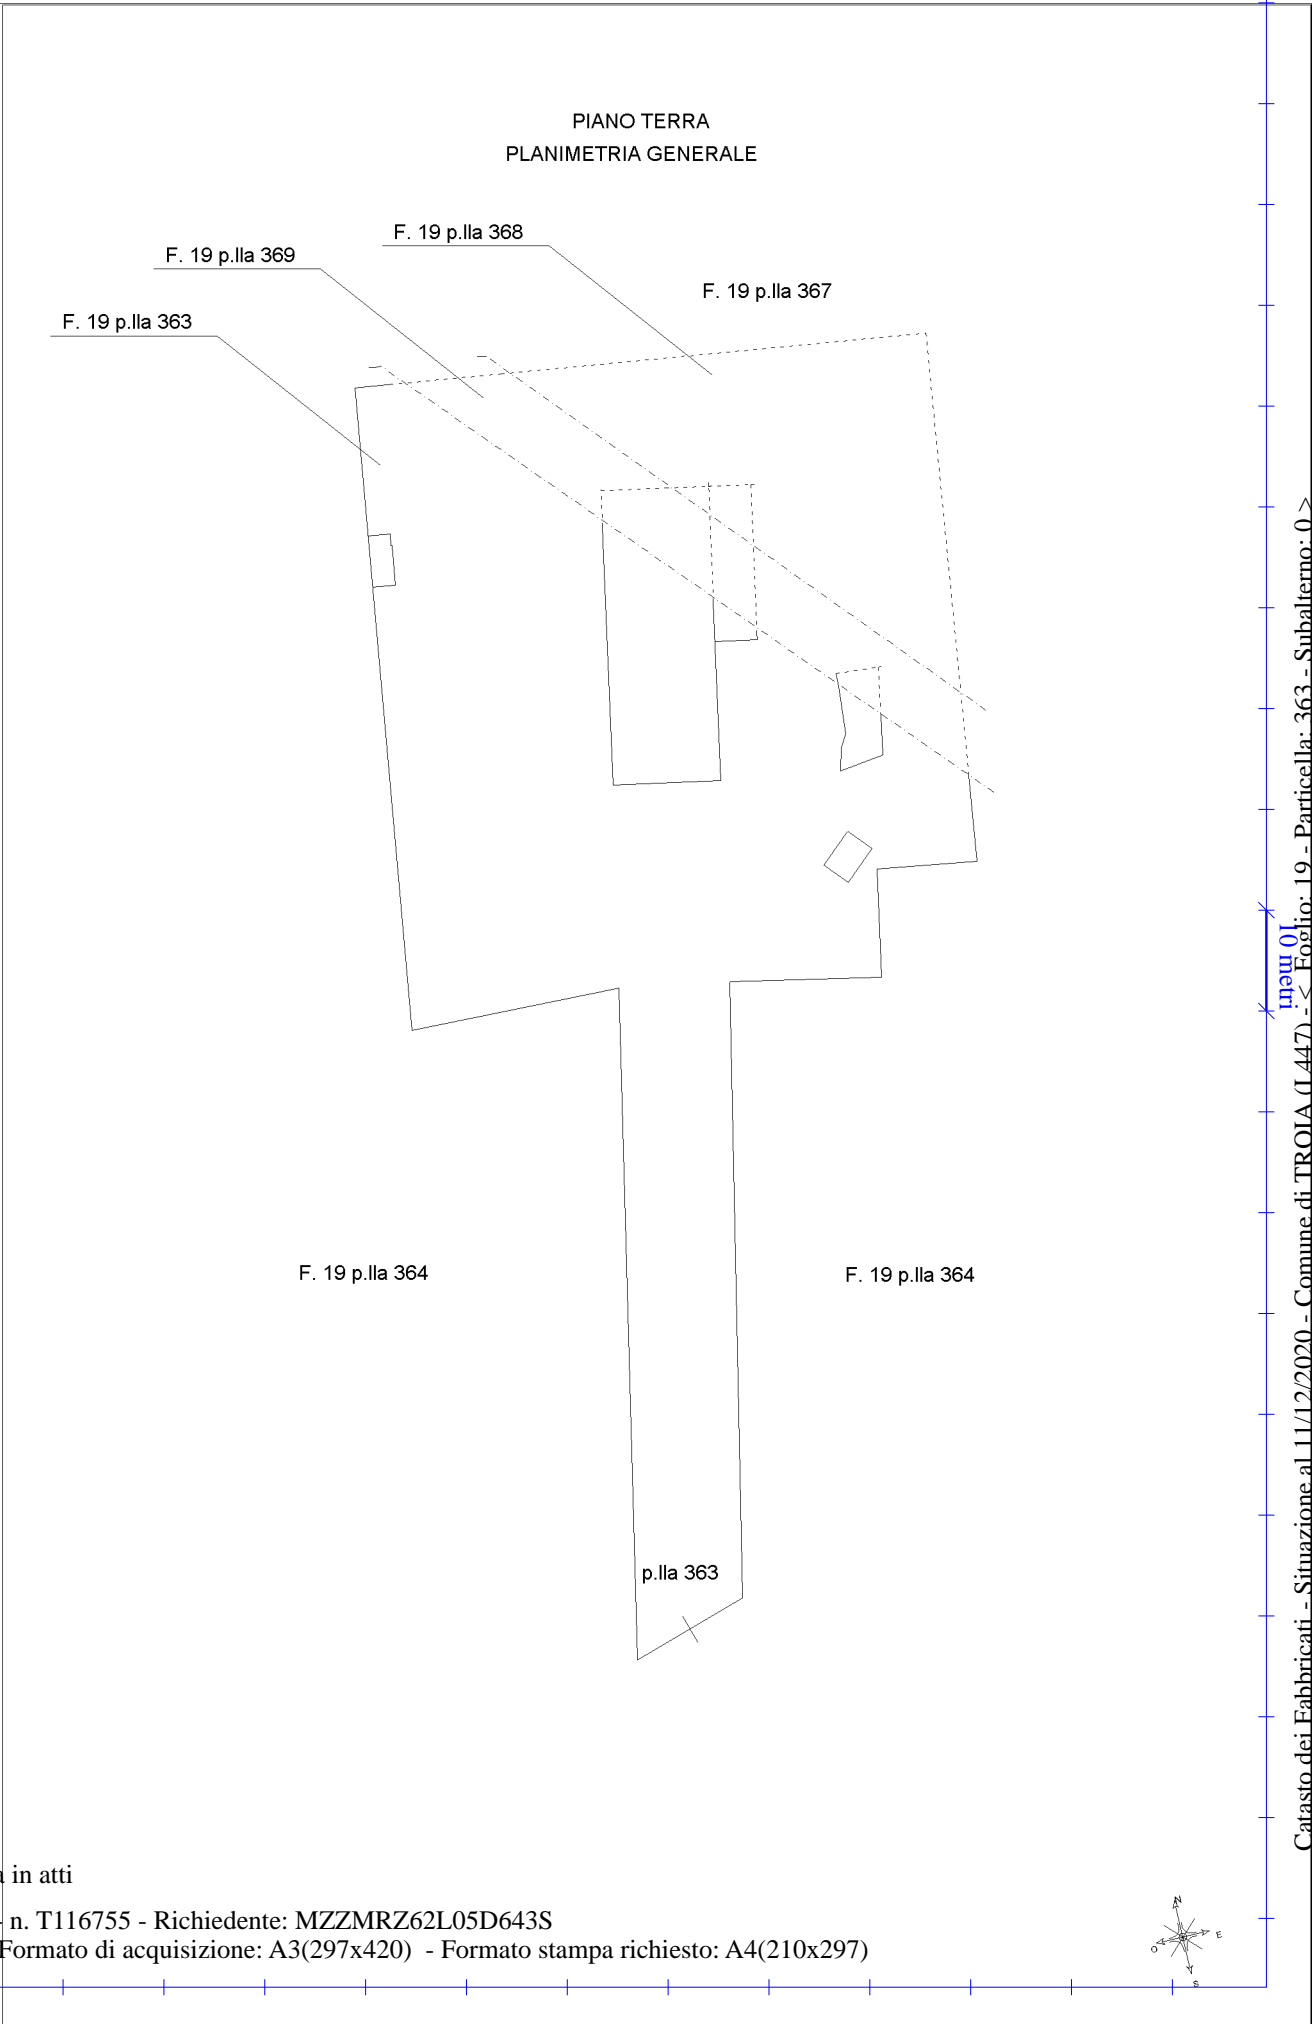 PIANO TERRA
PLANIMETRIA GENERALE
F. 19 p.lla 368
F. 19 p.lla 369
F. 19 p.lla 367
F. 19 p.lla 363
10 metri
Catasto dei Fabbricati - Situazione al 11/12/2020 - Comune di TROIA (L447) - < Foglio: 19 - Particella: 363 - Subalterno: 0 >
F. 19 p.lla 364
F. 19 p.lla 364
p.lla 363
in atti
n. T116755 - Richiedente: MZZMRZ62L05D643S
Formato di acquisizione: A3(297x420) - Formato stampa richiesto: A4(210x297)
N
E
O
S